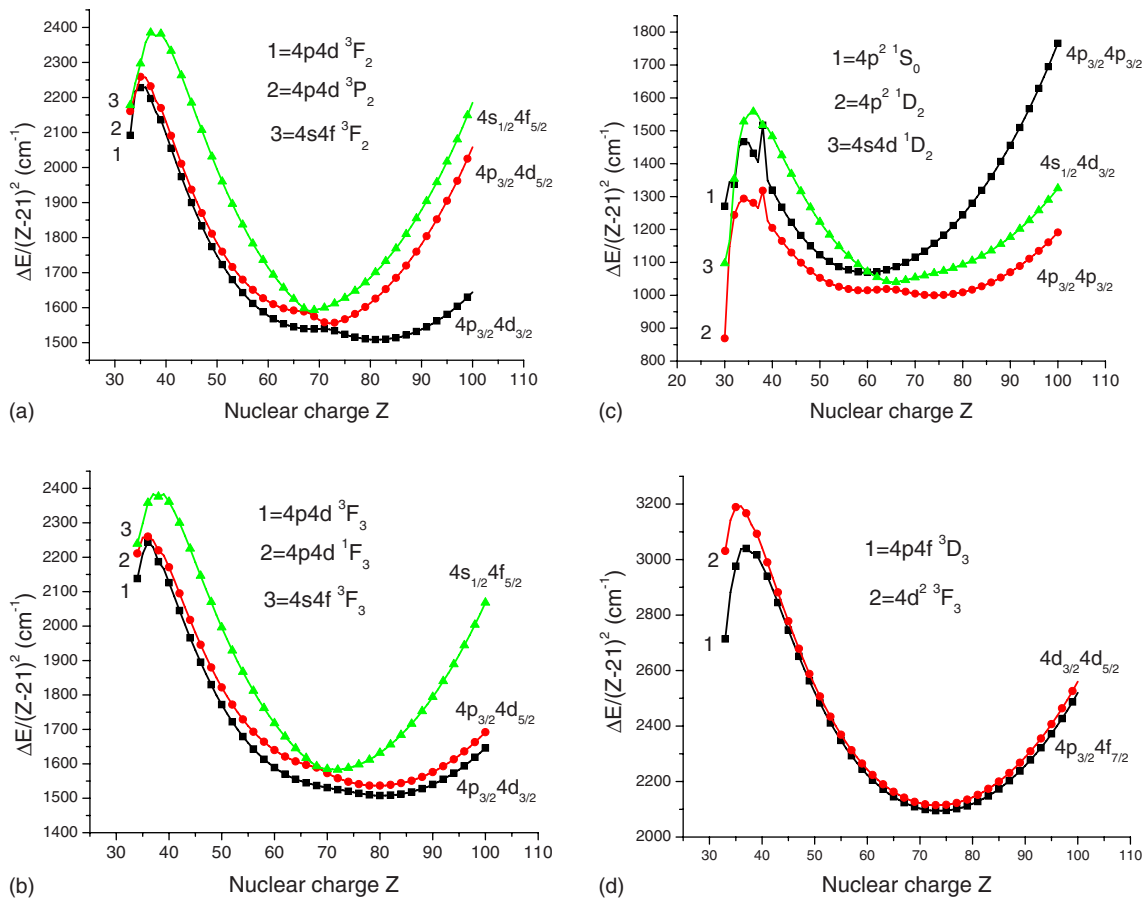 2400
2300
2200
2100
2000
1900
1800
1700
1600
1500
ΔE/(Z-21)² (cm⁻¹)
1=4p4d ³F₂
2=4p4d ³P₂
3=4s4f ³F₂
3
2
1
4s₁/₂4f₅/₂
4p₃/₂4d₅/₂
4p₃/₂4d₃/₂
30 40 50 60 70 80 90 100 110
Nuclear charge Z
(a)
1800
1700
1600
1500
1400
1300
1200
1100
1000
900
800
ΔE/(Z-21)² (cm⁻¹)
1=4p² ¹S₀
2=4p² ¹D₂
3=4s4d ¹D₂
1
3
2
4p₃/₂4p₃/₂
4s₁/₂4d₃/₂
4p₃/₂4p₃/₂
20 30 40 50 60 70 80 90 100 110
Nuclear charge Z
(c)
2400
2300
2200
2100
2000
1900
1800
1700
1600
1500
1400
ΔE/(Z-21)² (cm⁻¹)
1=4p4d ³F₃
2=4p4d ¹F₃
3=4s4f ³F₃
3
2
1
4s₁/₂4f₅/₂
4p₃/₂4d₅/₂
4p₃/₂4d₃/₂
30 40 50 60 70 80 90 100 110
Nuclear charge Z
(b)
3200
3000
2800
2600
2400
2200
2000
ΔE/(Z-21)² (cm⁻¹)
1=4p4f ³D₃
2=4d² ³F₃
2
1
4d₃/₂4d₅/₂
4p₃/₂4f₇/₂
30 40 50 60 70 80 90 100 110
Nuclear charge Z
(d)